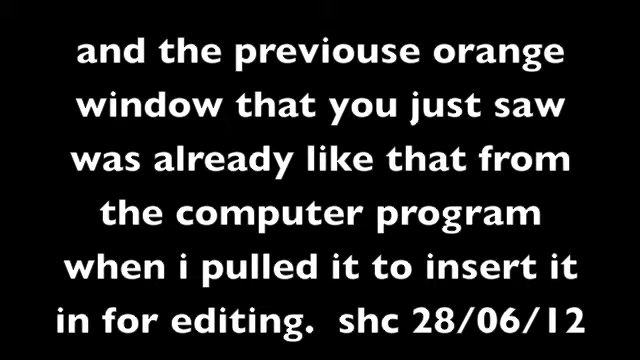 and the previouse orange
window that you just saw
was already like that from
the computer program
when i pulled it to insert it
in for editing.  shc 28/06/12